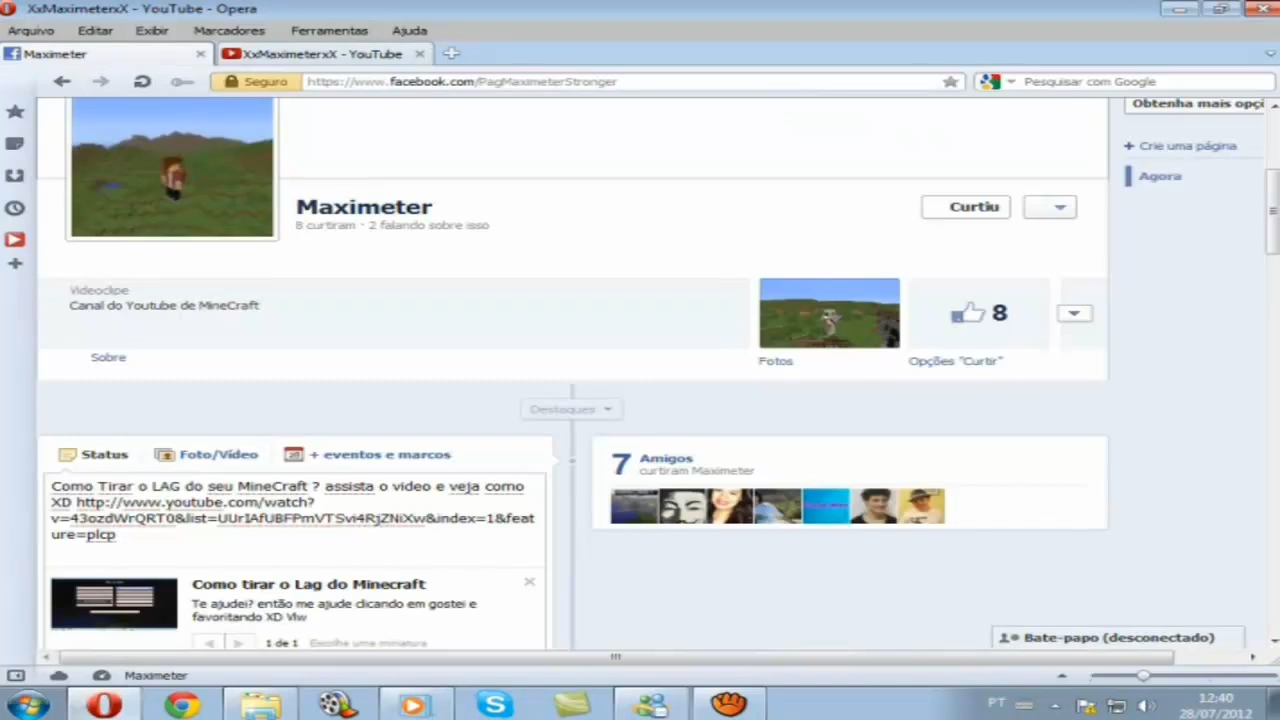 XxMaximeterxX - YouTube - Opera
Arquivo Editar Exibir Marcadores Ferramentas Ajuda
Maximeter XxMaximeterxX - YouTube
Seguro https://www.facebook.com/PagMaximeterStronger Pesquisar com Google
Obtenha mais opçi
Crie uma página
Agora
Maximeter
8 curtiram · 2 falando sobre isso
Curtiu
Videoclipe
Canal do Youtube de MineCraft
8
Sobre
Fotos
Opções "Curtir"
Destaques
Status Foto/Vídeo + eventos e marcos
Como Tirar o LAG do seu MineCraft ? assista o video e veja como
XD http://www.youtube.com/watch?
v=43ozdWrQRT0&list=UUrIAfUBFPmVTSvi4RjZNiXw&index=1&feat
ure=plcp
Como tirar o Lag do Minecraft
Te ajudei? então me ajude clicando em gostei e
favoritando XD Vlw
1 de 1 Escolhe uma miniatura
7 Amigos
curtiram Maximeter
Bate-papo (desconectado)
Maximeter
PT
12:40
28/07/2012